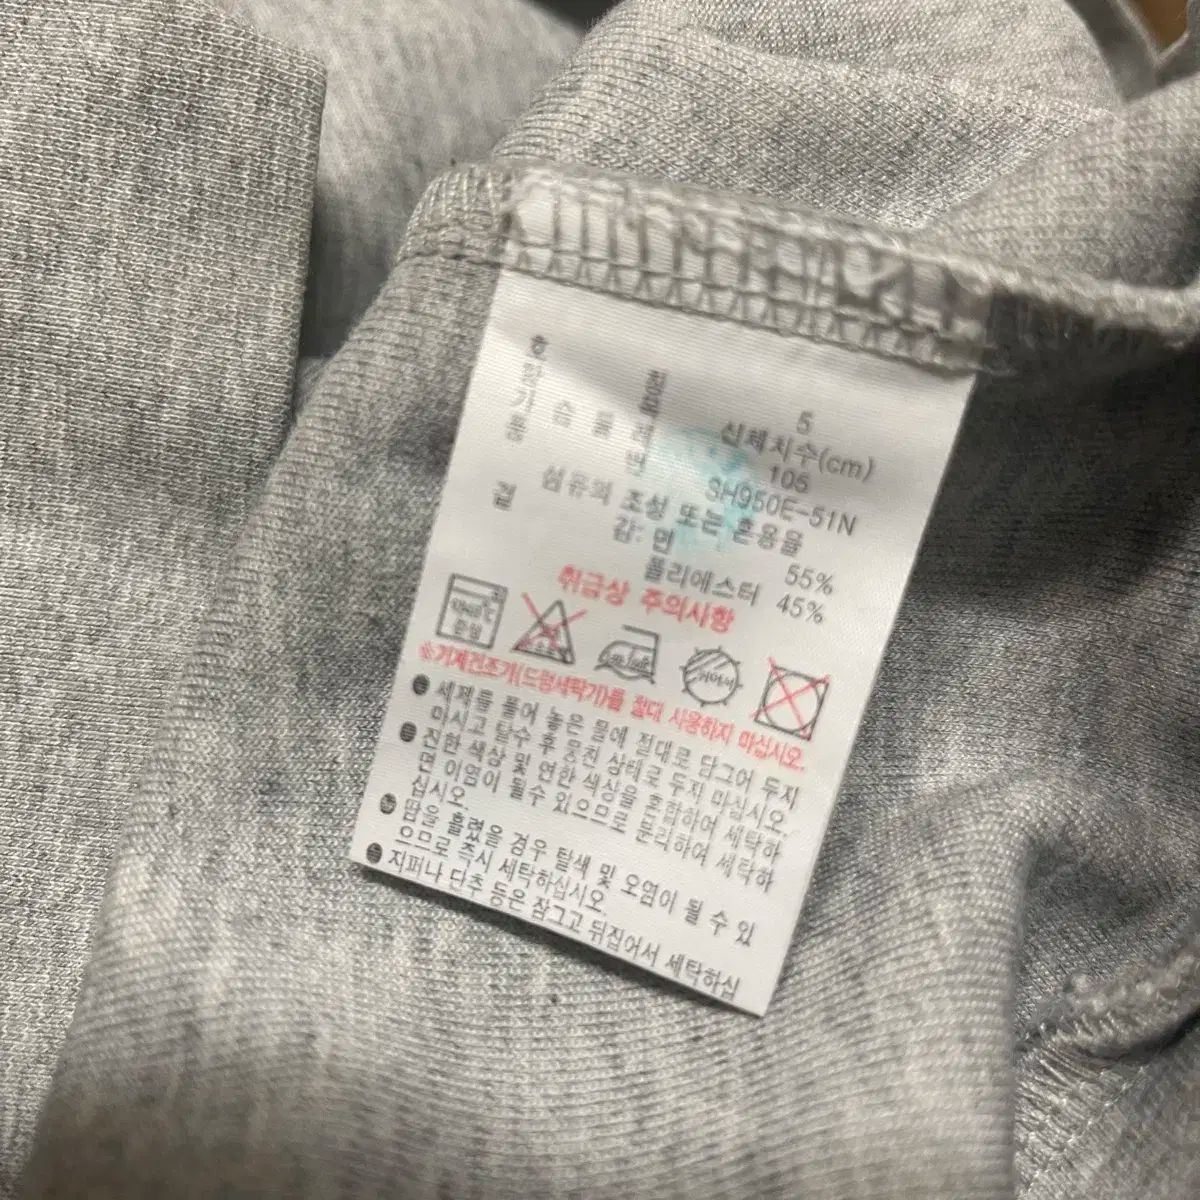 5
신체치수(cm)
105
SH950E-51N
섬유의 조성 또는 혼용율
면 55%
폴리에스터 45%
취급상 주의사항
※기계건조기(드럼세탁기)를 절대 사용하지 마십시오.
세제를 풀어 놓은 물에 절대로 담그어 두지
마시고 탈수 후 뭉친 상태로 두지 마십시오.
진한 색상 및 연한 색상을 혼합하여 세탁하
면 이염이 될수 있으므로 분리하여 세탁하
십시오.
땀을 흘렸을 경우 탈색 및 오염이 될 수 있
으므로 즉시 세탁하십시오.
지퍼나 단추 등은 잠그고 뒤집어서 세탁하십